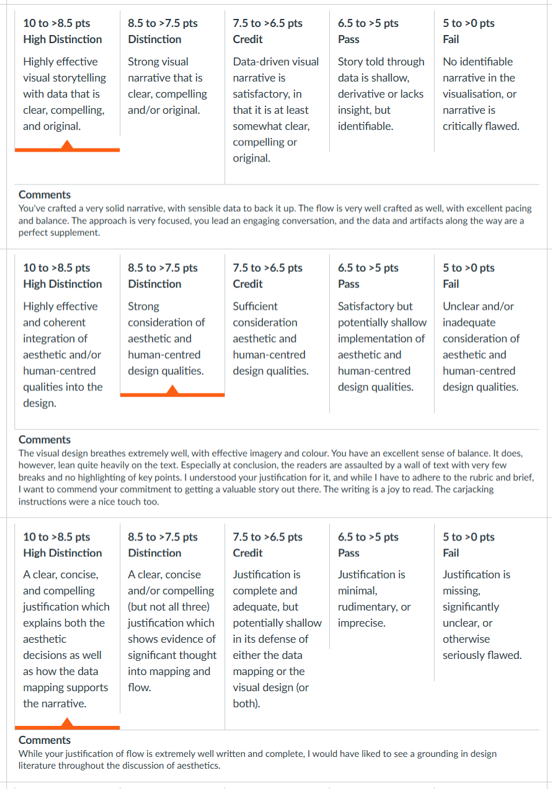 10 to >8.5 pts
High Distinction
Highly effective
visual storytelling
with data that is
clear, compelling,
and original.
8.5 to >7.5 pts
Distinction
Strong visual
narrative that is
clear, compelling
and/or original.
7.5 to >6.5 pts
Credit
Data-driven visual
narrative is
satisfactory, in
that it is at least
somewhat clear,
compelling or
original.
6.5 to >5 pts
Pass
Story told through
data is shallow,
derivative or lacks
insight, but
identifiable.
5 to >0 pts
Fail
No identifiable
narrative in the
visualisation, or
narrative is
critically flawed.
Comments
You've crafted a very solid narrative, with sensible data to back it up. The flow is very well crafted as well, with excellent pacing
and balance. The approach is very focused, you lead an engaging conversation, and the data and artifacts along the way are a
perfect supplement.
10 to >8.5 pts
High Distinction
Highly effective
and coherent
integration of
aesthetic and/or
human-centred
qualities into the
design.
8.5 to >7.5 pts
Distinction
Strong
consideration of
aesthetic and
human-centred
design qualities.
7.5 to >6.5 pts
Credit
Sufficient
consideration
aesthetic and
human-centred
design qualities.
6.5 to >5 pts
Pass
Satisfactory but
potentially shallow
implementation of
aesthetic and
human-centred
design qualities.
5 to >0 pts
Fail
Unclear and/or
inadequate
consideration of
aesthetic and
human-centred
design qualities.
Comments
The visual design breathes extremely well, with effective imagery and colour. You have an excellent sense of balance. It does,
however, lean quite heavily on the text. Especially at conclusion, the readers are assaulted by a wall of text with very few
breaks and no highlighting of key points. I understood your justification for it, and while I have to adhere to the rubric and brief,
I want to commend your commitment to getting a valuable story out there. The writing is a joy to read. The carjacking
instructions were a nice touch too.
10 to >8.5 pts
High Distinction
A clear, concise,
and compelling
justification which
explains both the
aesthetic
decisions as well
as how the data
mapping supports
the narrative.
8.5 to >7.5 pts
Distinction
A clear, concise
and/or compelling
(but not all three)
justification which
shows evidence of
significant thought
into mapping and
flow.
7.5 to >6.5 pts
Credit
Justification is
complete and
adequate, but
potentially shallow
in its defense of
either the data
mapping or the
visual design (or
both).
6.5 to >5 pts
Pass
Justification is
minimal,
rudimentary, or
imprecise.
5 to >0 pts
Fail
Justification is
missing,
significantly
unclear, or
otherwise
seriously flawed.
Comments
While your justification of flow is extremely well written and complete, I would have liked to see a grounding in design
literature throughout the discussion of aesthetics.